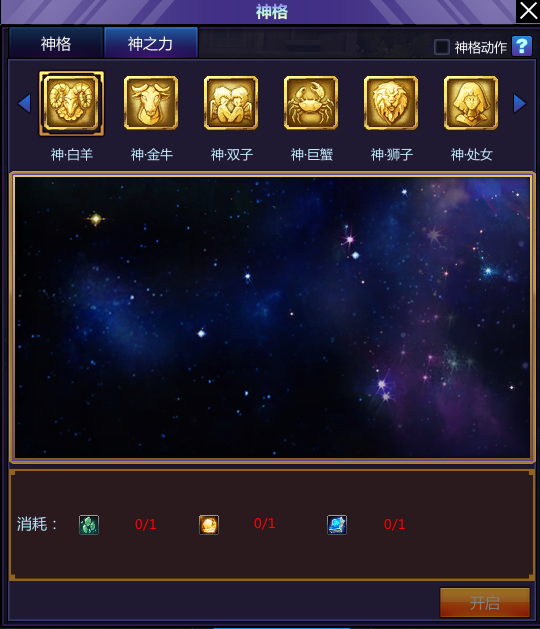 神格
神格 神之力 神格动作 ?
神·白羊 神·金牛 神·双子 神·巨蟹 神·狮子 神·处女
消耗： 0/1 0/1 0/1
开启